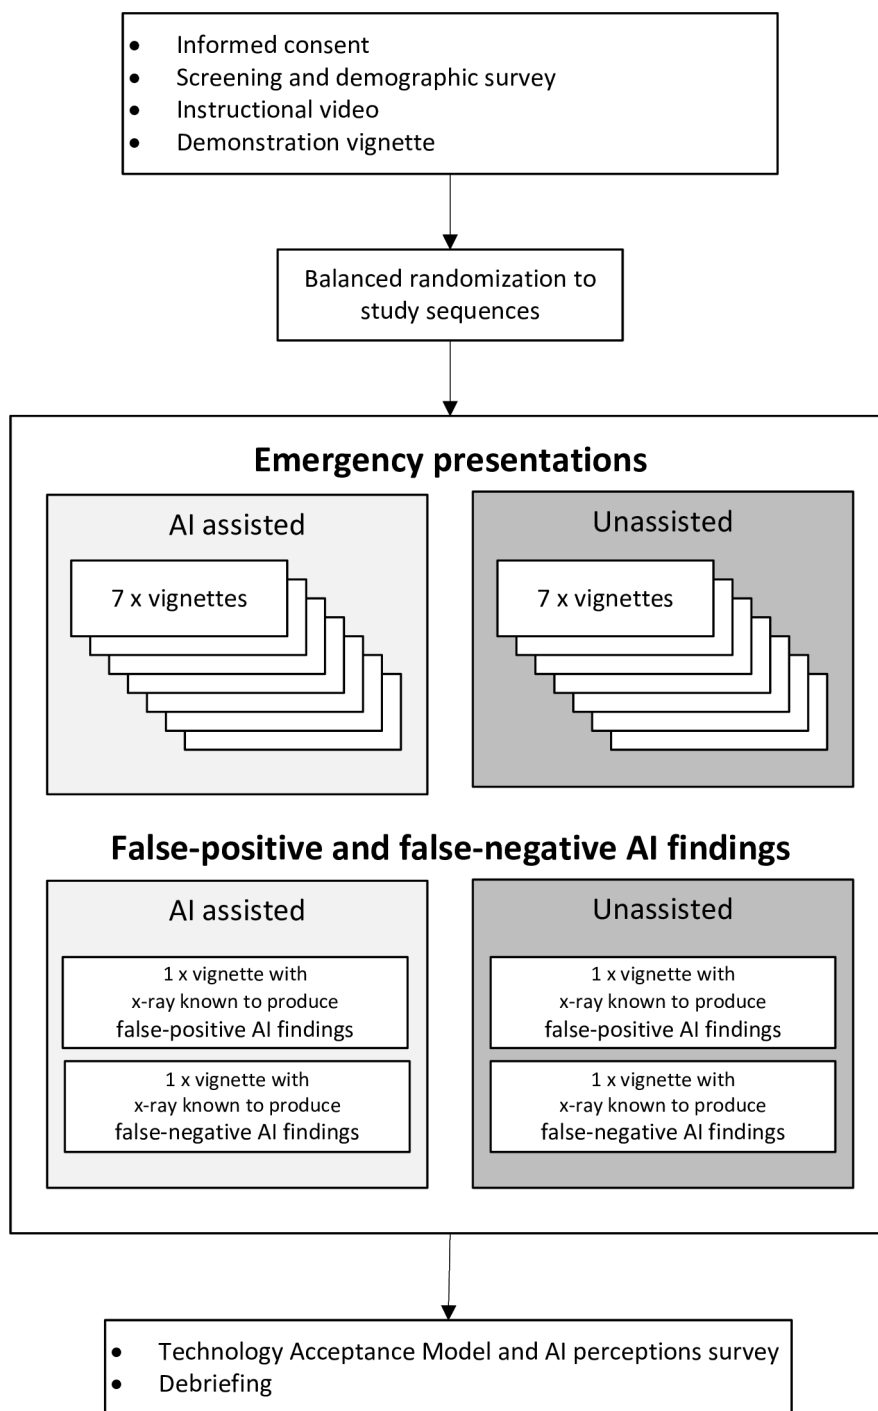 • Informed consent
• Screening and demographic survey
• Instructional video
• Demonstration vignette
Balanced randomization to
study sequences
Emergency presentations
AI assisted
7 x vignettes
Unassisted
7 x vignettes
False-positive and false-negative AI findings
AI assisted
1 x vignette with
x-ray known to produce
false-positive AI findings
1 x vignette with
x-ray known to produce
false-negative AI findings
Unassisted
1 x vignette with
x-ray known to produce
false-positive AI findings
1 x vignette with
x-ray known to produce
false-negative AI findings
• Technology Acceptance Model and AI perceptions survey
• Debriefing